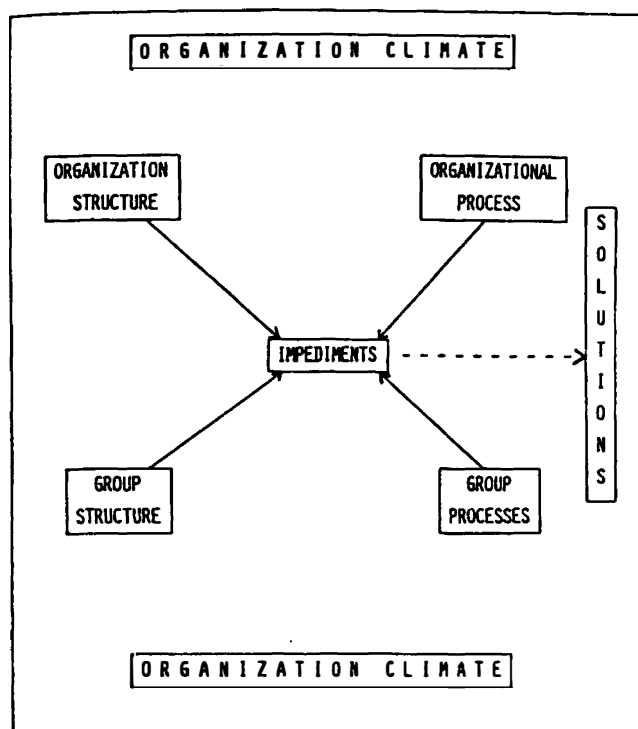 ORGANIZATION CLIMATE
ORGANIZATION
STRUCTURE
ORGANIZATIONAL
PROCESS
SOLUTIONS
IMPEDIMENTS
GROUP
STRUCTURE
GROUP
PROCESSES
ORGANIZATION CLIMATE